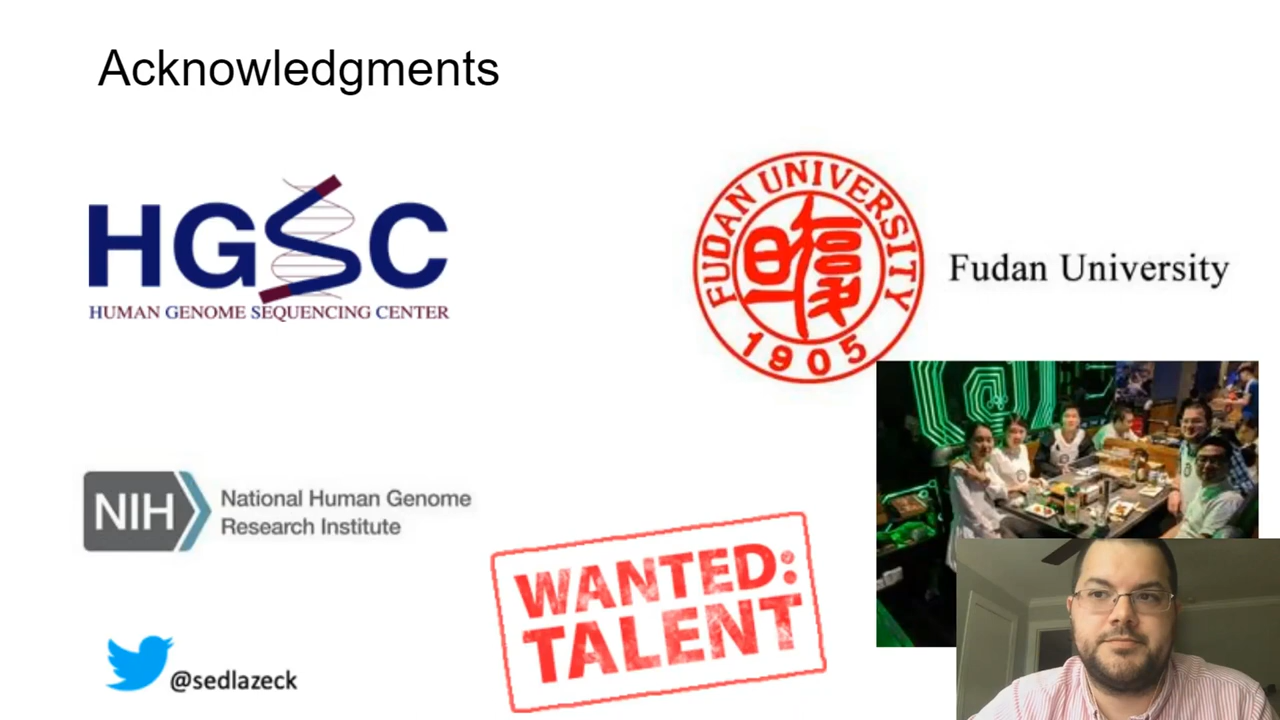 Acknowledgments
HGSC
HUMAN GENOME SEQUENCING CENTER
FUDAN UNIVERSITY
1905
Fudan University
NIH
National Human Genome
Research Institute
WANTED:
TALENT
@sedlazeck